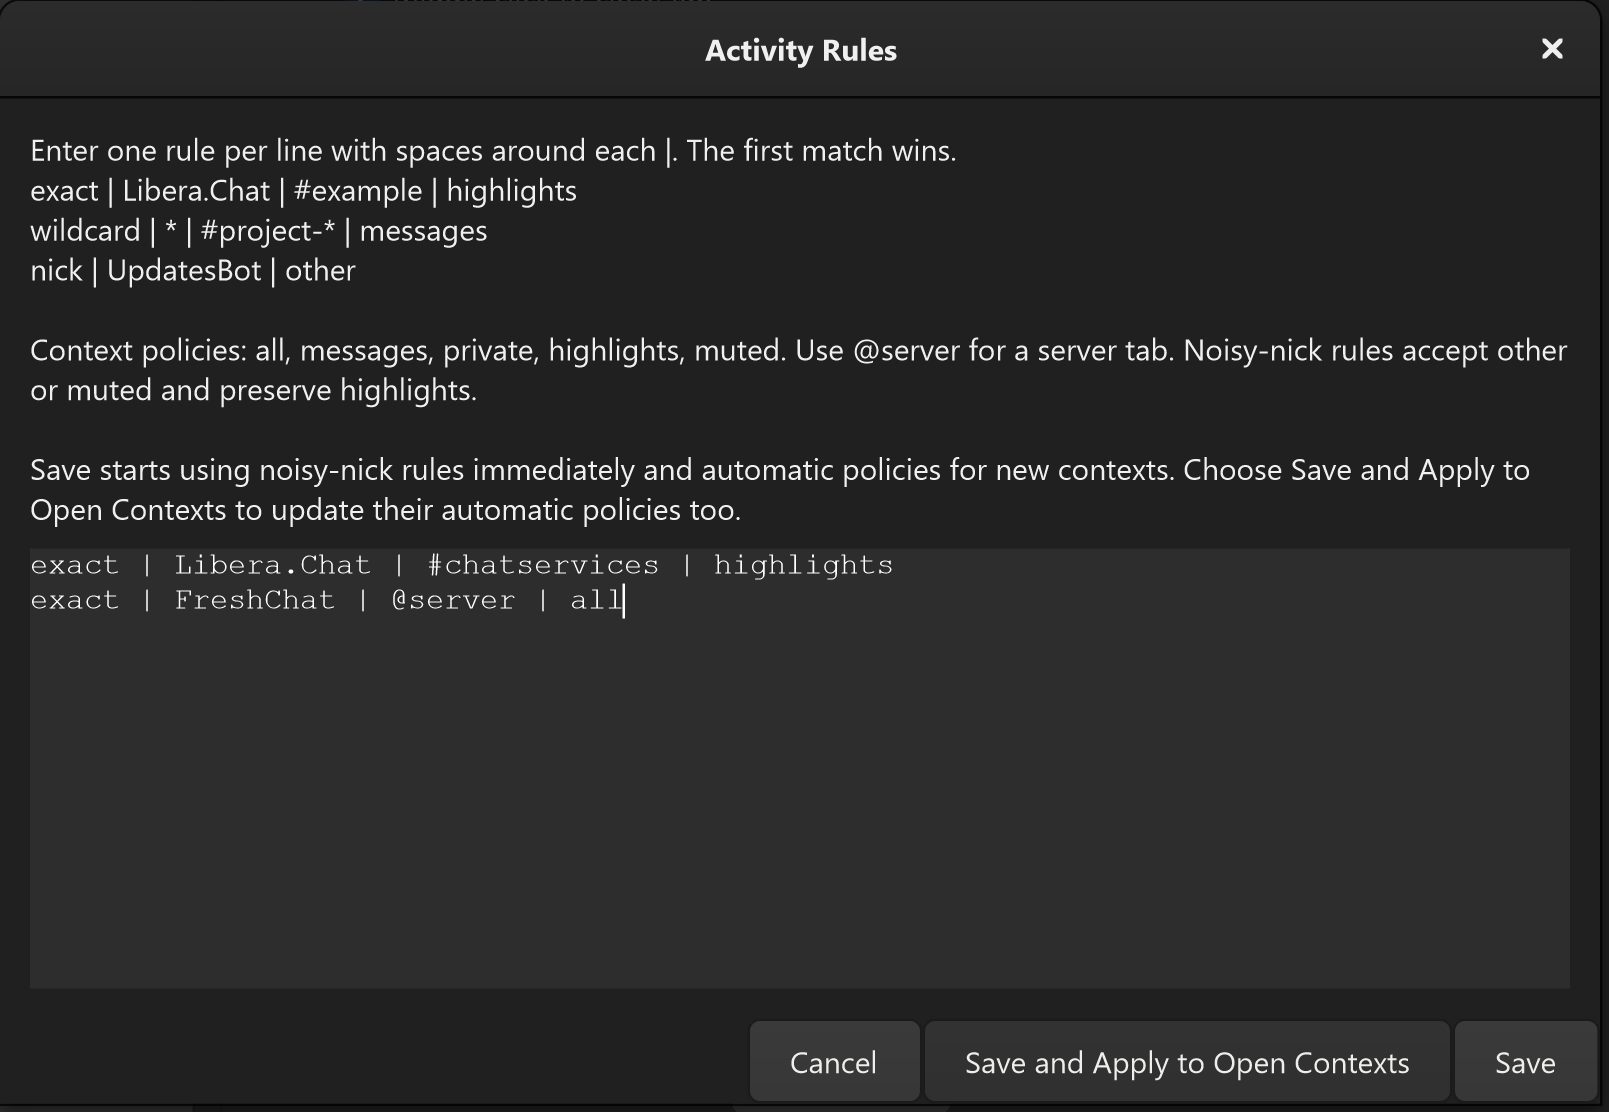 Activity Rules
Enter one rule per line with spaces around each |. The first match wins.
exact | Libera.Chat | #example | highlights
wildcard | * | #project-* | messages
nick | UpdatesBot | other
Context policies: all, messages, private, highlights, muted. Use @server for a server tab. Noisy-nick rules accept other
or muted and preserve highlights.
Save starts using noisy-nick rules immediately and automatic policies for new contexts. Choose Save and Apply to
Open Contexts to update their automatic policies too.
exact | Libera.Chat | #chatservices | highlights
exact | FreshChat | @server | all
Cancel
Save and Apply to Open Contexts
Save